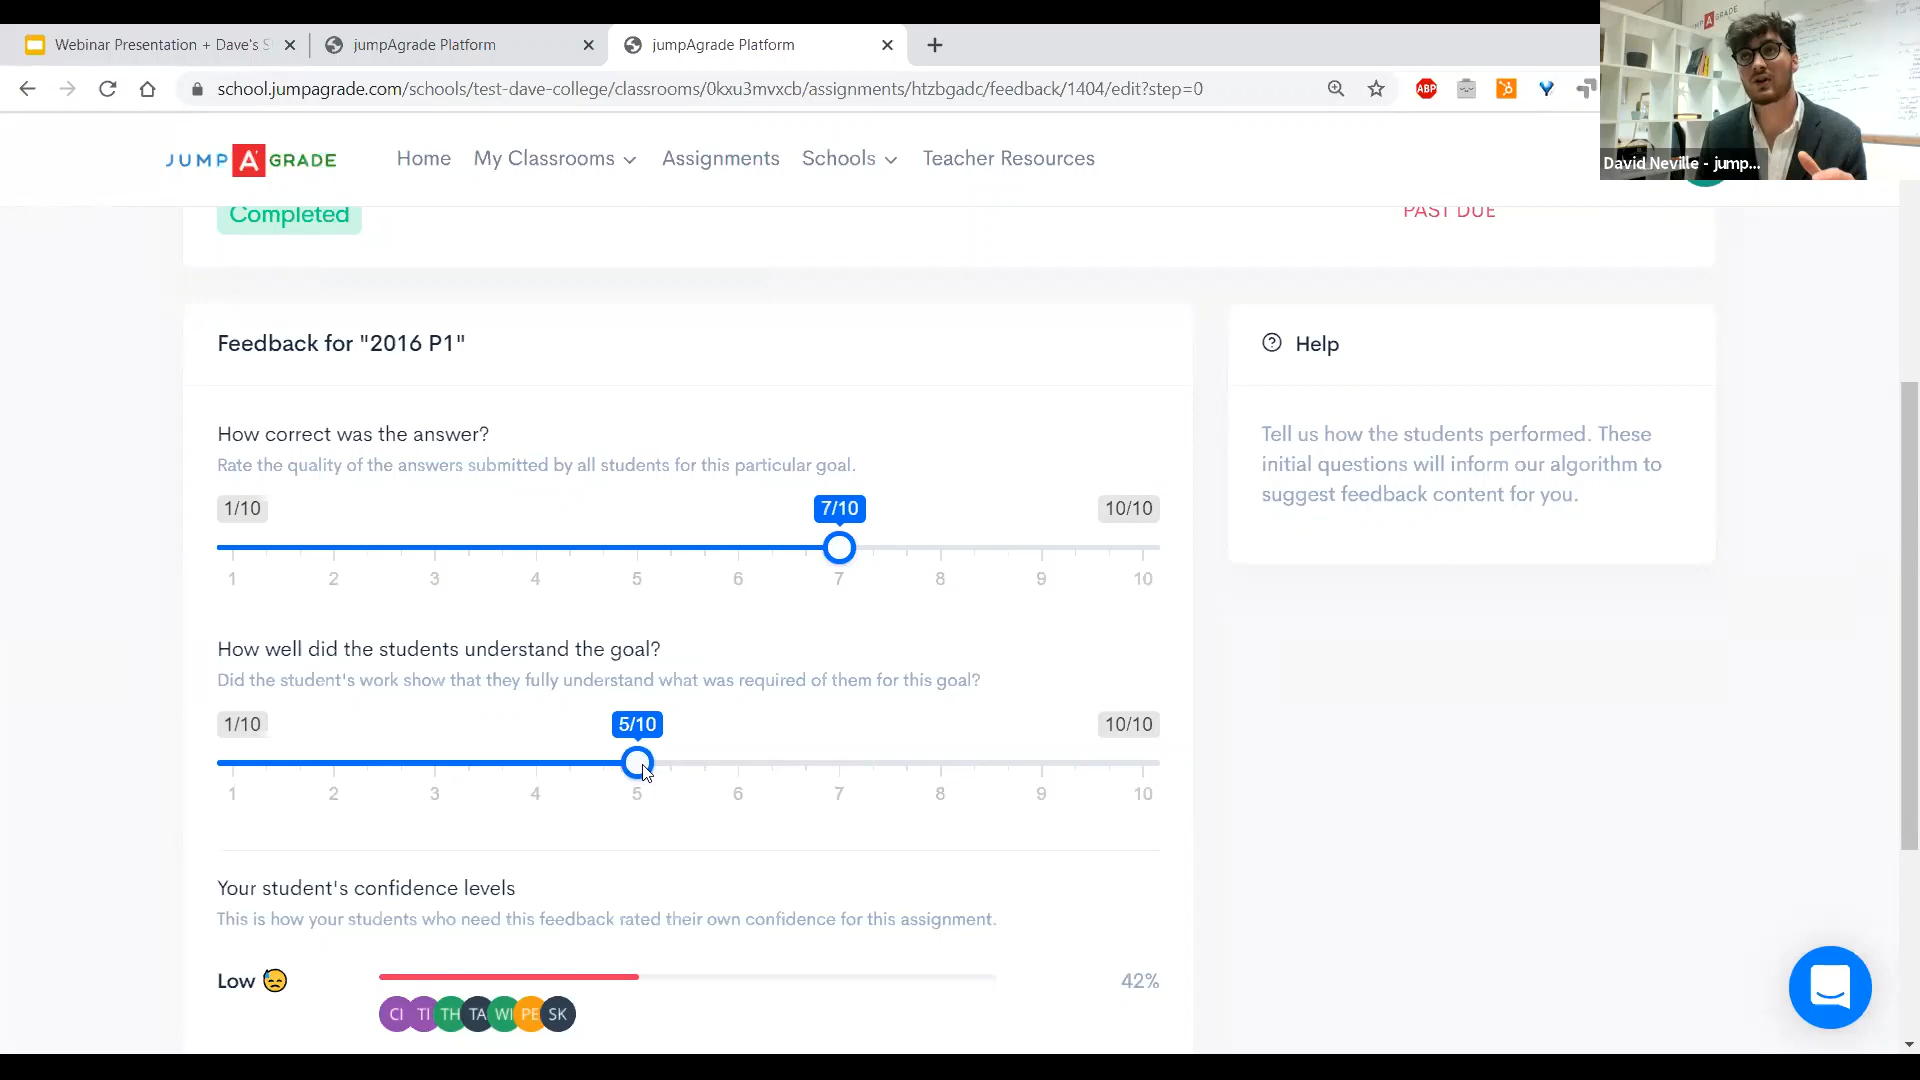 Webinar Presentation + Dave's S
jumpAgrade Platform
jumpAgrade Platform
school.jumpagrade.com/schools/test-dave-college/classrooms/0kxu3mvxcb/assignments/htzbgadc/feedback/1404/edit?step=0
ABP
JUMP A GRADE
David Neville - jump...
JUMP A' GRADE
Home
My Classrooms
Assignments
Schools
Teacher Resources
Completed
PAST DUE
Feedback for "2016 P1"
Help
How correct was the answer?
Rate the quality of the answers submitted by all students for this particular goal.
Tell us how the students performed. These
initial questions will inform our algorithm to
suggest feedback content for you.
1/10
7/10
10/10
1 2 3 4 5 6 7 8 9 10
How well did the students understand the goal?
Did the student's work show that they fully understand what was required of them for this goal?
1/10
5/10
10/10
1 2 3 4 5 6 7 8 9 10
Your student's confidence levels
This is how your students who need this feedback rated their own confidence for this assignment.
Low
42%
CI TI TH TA WI PE SK